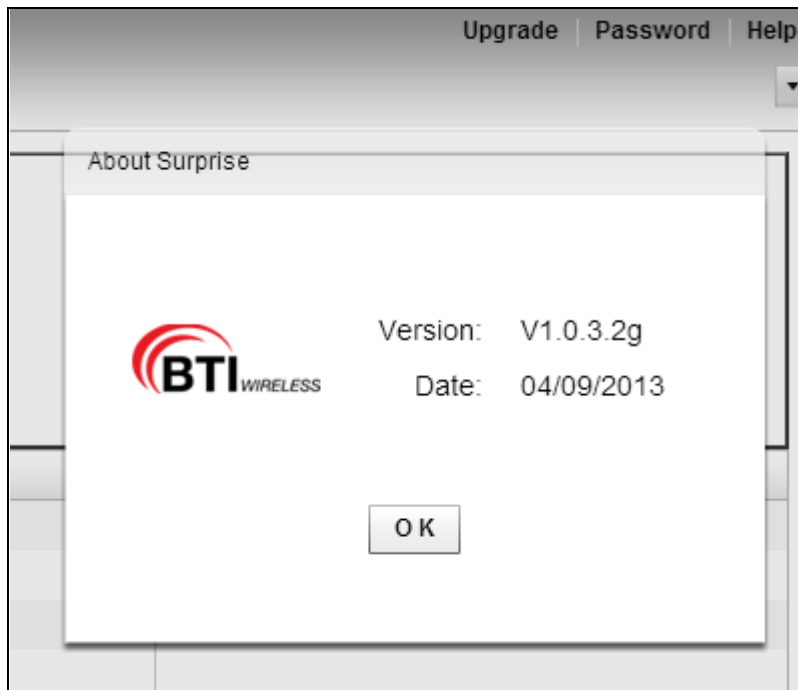 Upgrade Password Help
About Surprise
BTI WIRELESS
Version: V1.0.3.2g
Date: 04/09/2013
OK